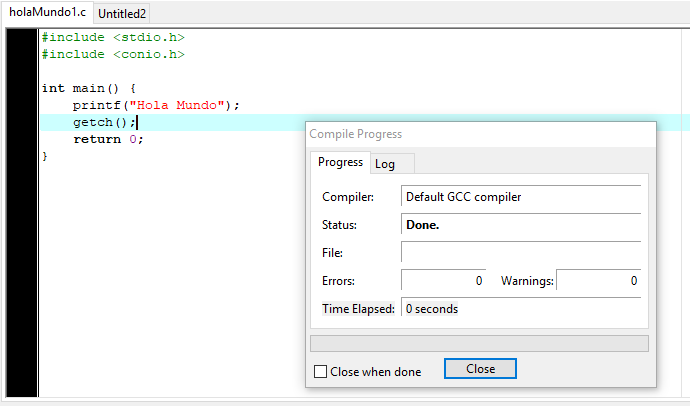 holaMundo1.c Untitled2
#include <stdio.h>
#include <conio.h>
int main() {
printf("Hola Mundo");
getch();
return 0;
}
Compile Progress
Progress Log
Compiler: Default GCC compiler
Status: Done.
File:
Errors: 0 Warnings: 0
Time Elapsed: 0 seconds
Close when done Close